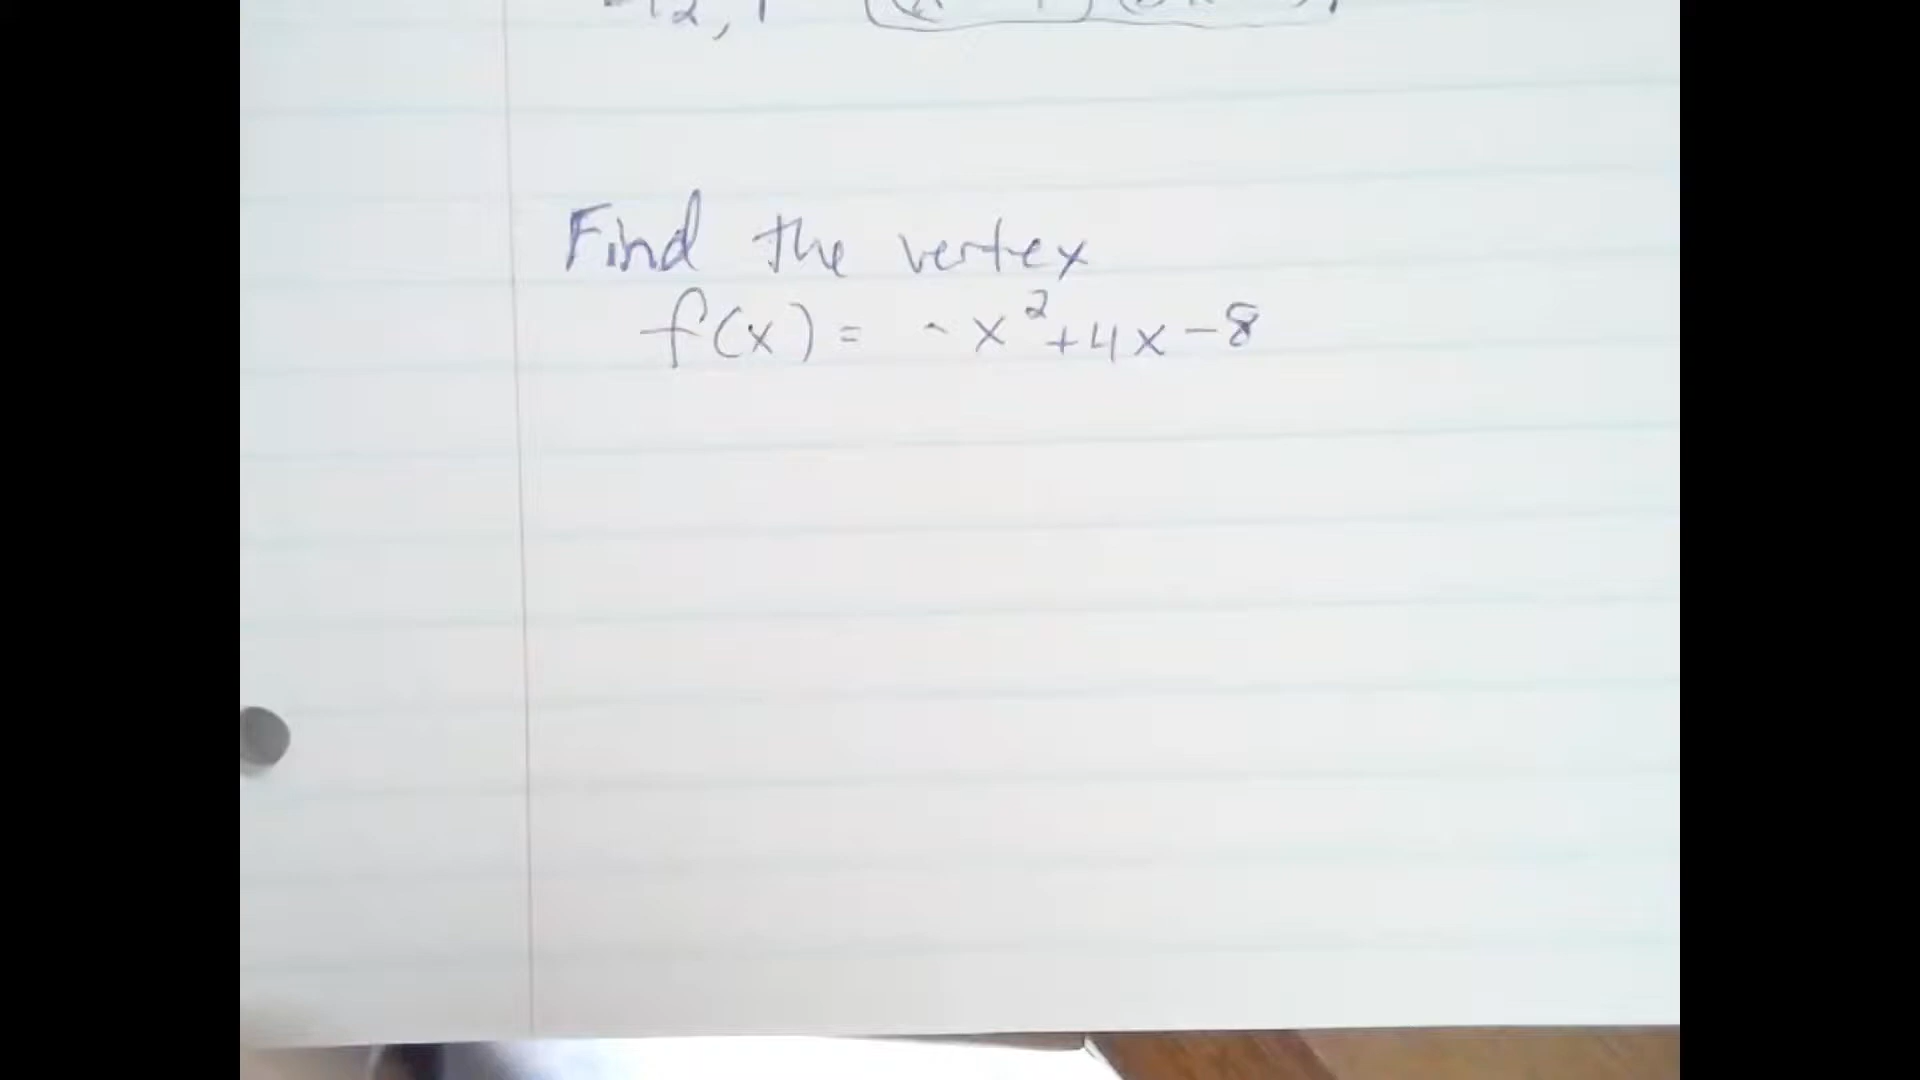 Find the vertex
f(x) = - x² + 4x - 8